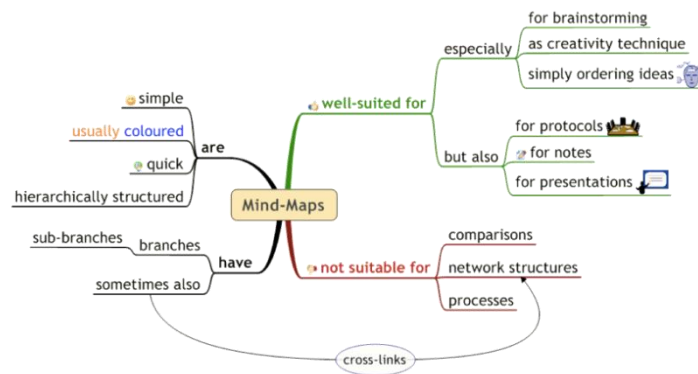 Mind-Maps
are
simple
usually coloured
quick
hierarchically structured
have
branches
sub-branches
sometimes also
cross-links
well-suited for
especially
for brainstorming
as creativity technique
simply ordering ideas
but also
for protocols
for notes
for presentations
not suitable for
comparisons
network structures
processes